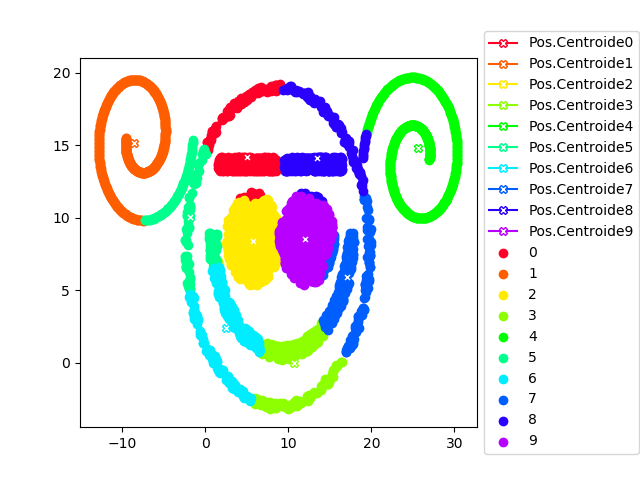 20
15
10
5
0
−10
0
10
20
30
Pos.Centroide0
Pos.Centroide1
Pos.Centroide2
Pos.Centroide3
Pos.Centroide4
Pos.Centroide5
Pos.Centroide6
Pos.Centroide7
Pos.Centroide8
Pos.Centroide9
0
1
2
3
4
5
6
7
8
9